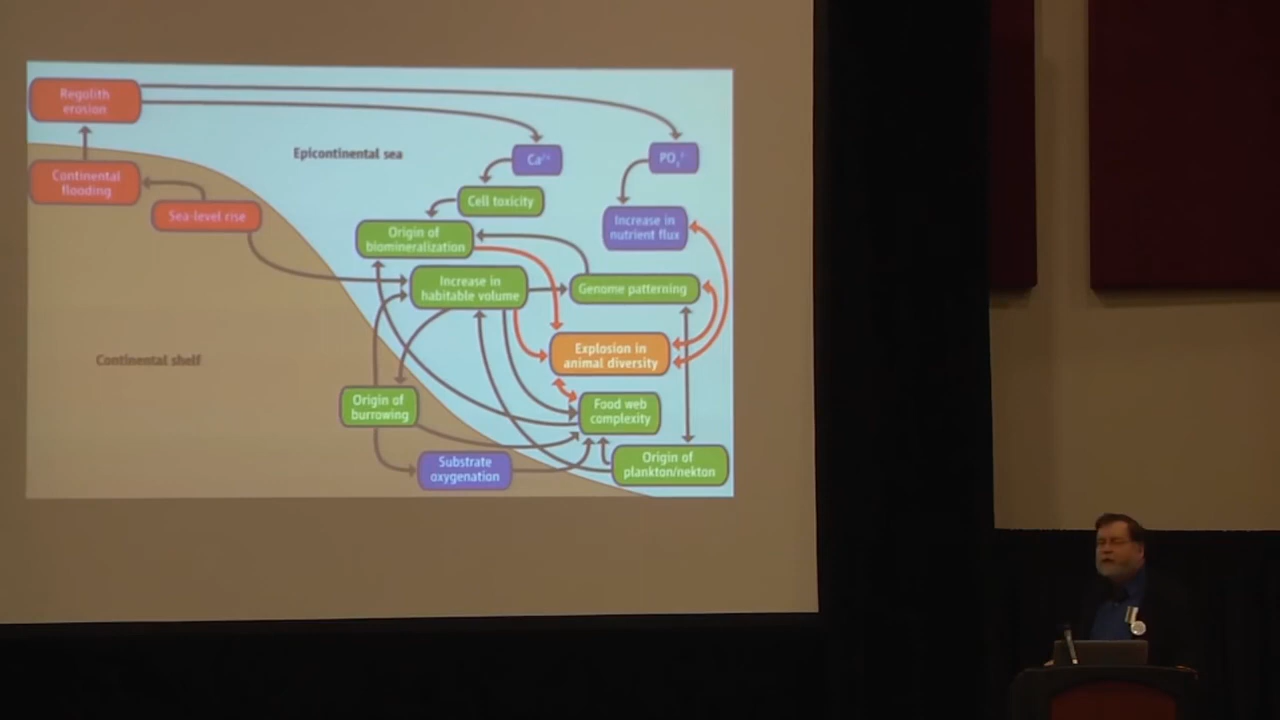 Regolith
erosion
Epicontinental sea
Ca²⁺
Continental
flooding
Cell toxicity
Sea-level rise
Origin of
biomineralization
Increase in
nutrient flux
Increase in
habitable volume
Genome patterning
Explosion in
animal diversity
Continental shelf
Origin of
burrowing
Food web
complexity
Substrate
oxygenation
Origin of
plankton/nekton